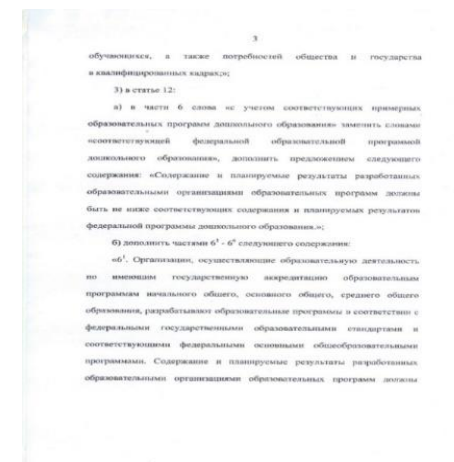 3
обучающихся, а также потребностей общества и государства
в квалифицированных кадрах;»;
3) в статье 12:
а) в части 6 слова «с учетом соответствующих примерных
образовательных программ дошкольного образования» заменить словами
«соответствующей федеральной образовательной программой
дошкольного образования», дополнить предложением следующего
содержания: «Содержание и планируемые результаты разработанных
образовательными организациями образовательных программ должны
быть не ниже соответствующих содержания и планируемых результатов
федеральной программы дошкольного образования.»;
б) дополнить частями 6¹ - 6⁶ следующего содержания:
«6¹. Организации, осуществляющие образовательную деятельность
по имеющим государственную аккредитацию образовательным
программам начального общего, основного общего, среднего общего
образования, разрабатывают образовательные программы в соответствии с
федеральными государственными образовательными стандартами и
соответствующими федеральными основными общеобразовательными
программами. Содержание и планируемые результаты разработанных
образовательными организациями образовательных программ должны